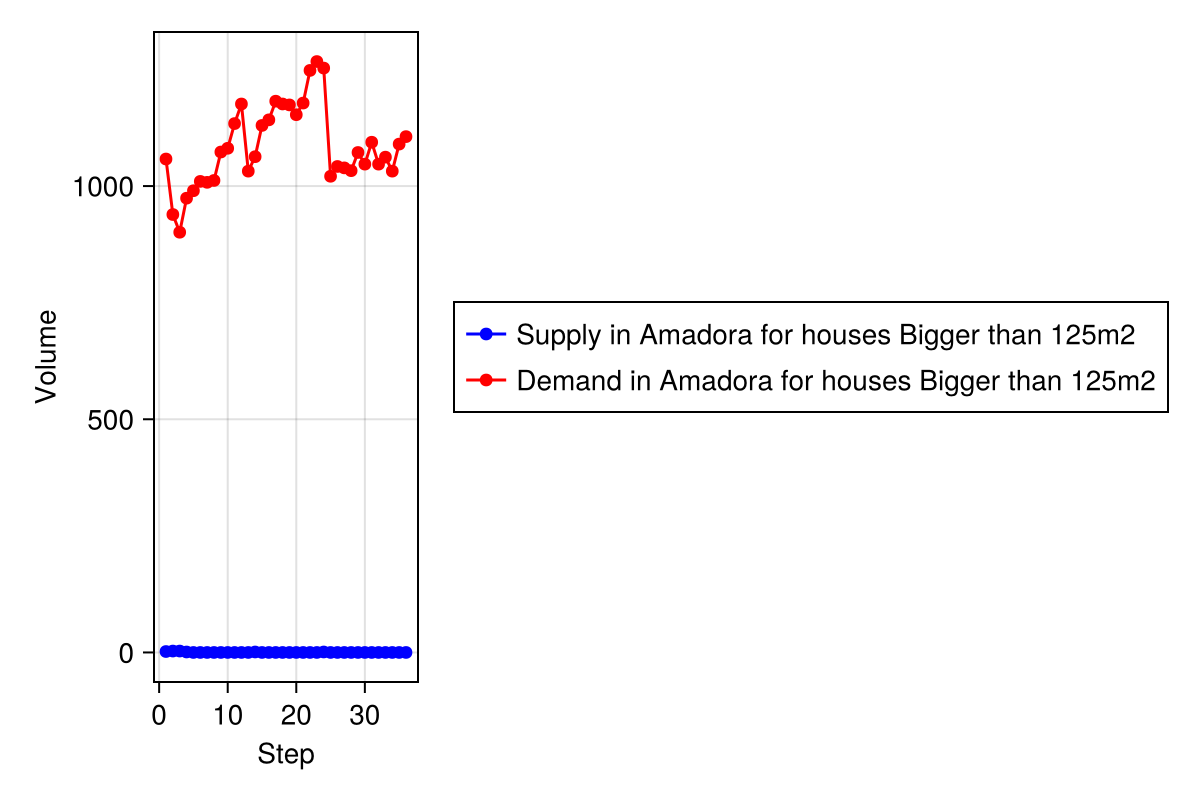 Volume
1000
500
0
0 10 20 30
Step
Supply in Amadora for houses Bigger than 125m2
Demand in Amadora for houses Bigger than 125m2